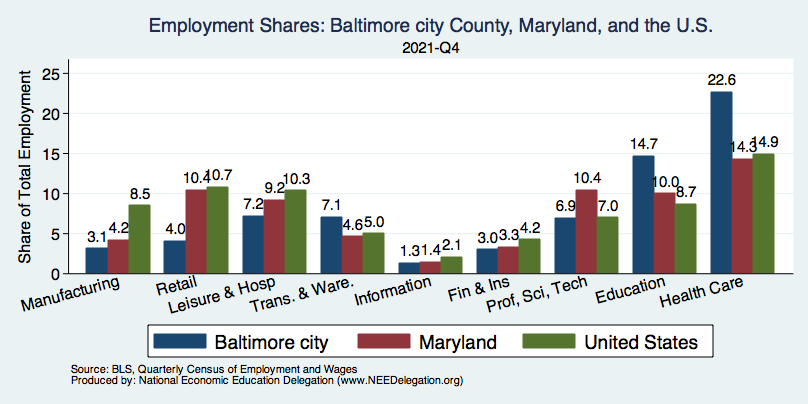 Employment Shares: Baltimore city County, Maryland, and the U.S.
2021-Q4
Share of Total Employment
25
20
15
10
5
0
3.1 4.2 8.5
4.0 10.4 10.7
7.2 9.2 10.3
7.1 4.6 5.0
1.3 1.4 2.1
3.0 3.3 4.2
6.9 10.4 7.0
14.7 10.0 8.7
22.6 14.3 14.9
Manufacturing
Retail
Leisure & Hosp
Trans. & Ware.
Information
Fin & Ins
Prof, Sci, Tech
Education
Health Care
Baltimore city Maryland United States
Source: BLS, Quarterly Census of Employment and Wages
Produced by: National Economic Education Delegation (www.NEEDelegation.org)